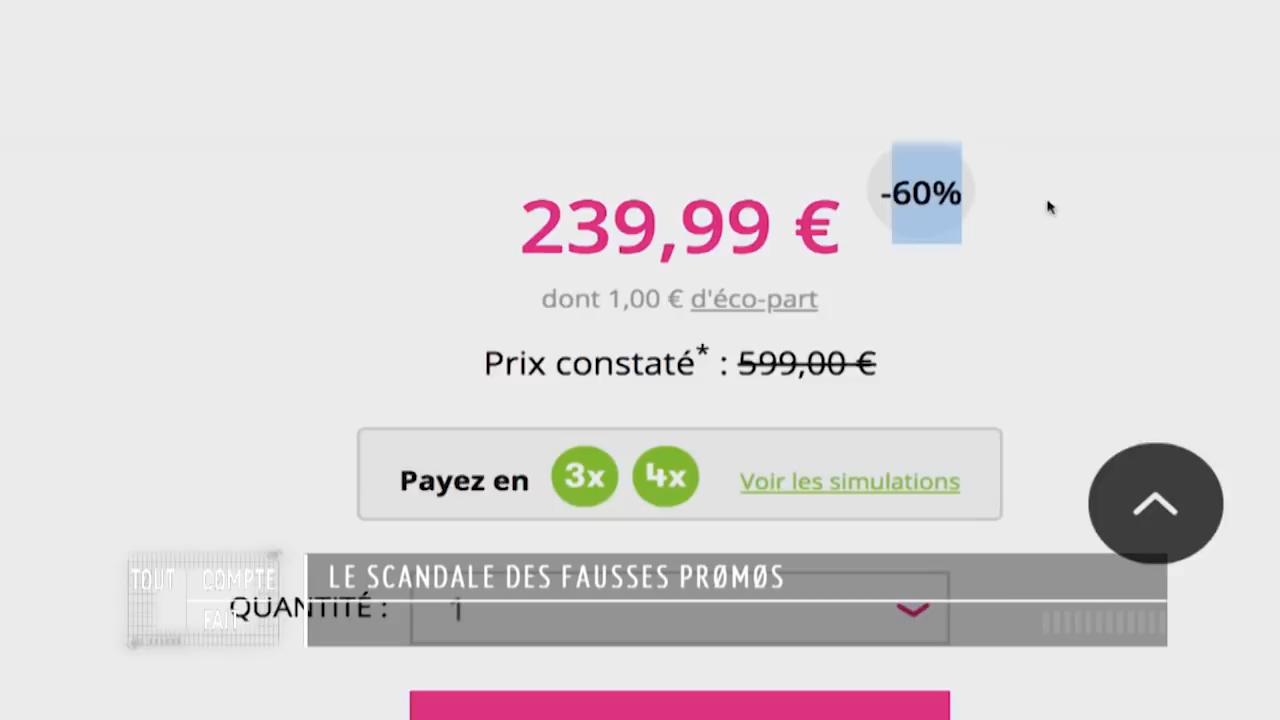 -60%
239,99 €
dont 1,00 € d'éco-part
Prix constaté* : 599,00 €
Payez en 3x 4x Voir les simulations
LE SCANDALE DES FAUSSES PRØMØS
TOUT COMPTE
FAIT
QUANTITÉ : 1